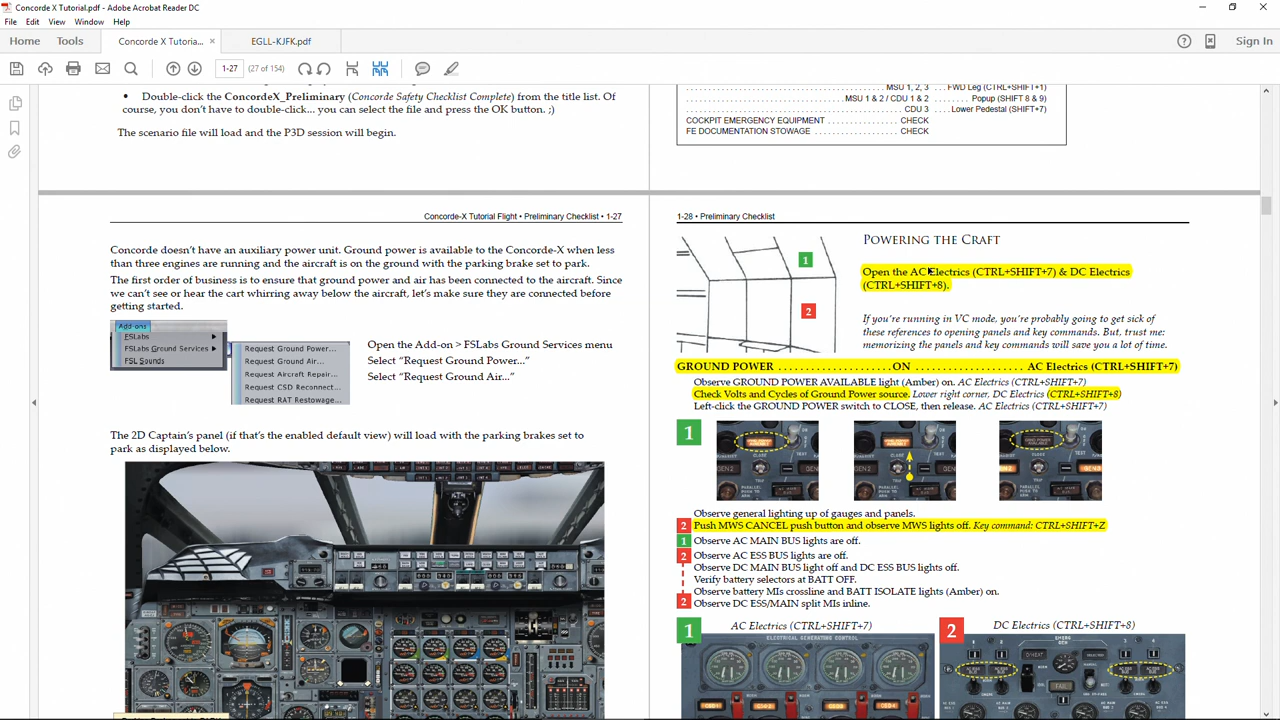 Concorde X Tutorial.pdf - Adobe Acrobat Reader DC
File Edit View Window Help
Home Tools Concorde X Tutoria... × EGLL-KJFK.pdf Sign In
1-27 (27 of 154)
• Double-click the ConcordeX_Preliminary (Concorde Safety Checklist Complete) from the title list. Of
course, you don't have to double-click... you can select the file and press the OK button. ;)
The scenario file will load and the P3D session will begin.
MSU 1, 2, 3 . . . FWD Leg (CTRL+SHIFT+1)
MSU 1 & 2 / CDU 1 & 2 . . . . . . . . Popup (SHIFT 8 & 9)
CDU 3 . . . . Lower Pedestal (SHIFT+7)
COCKPIT EMERGENCY EQUIPMENT . . . . . . . . . . . . CHECK
FE DOCUMENTATION STOWAGE . . . . . . . . . . . . . . . CHECK
Concorde-X Tutorial Flight • Preliminary Checklist • 1-27
Concorde doesn't have an auxiliary power unit. Ground power is available to the Concorde-X when less
than three engines are running and the aircraft is on the ground with the parking brake set to park.
The first order of business is to ensure that ground power and air has been connected to the aircraft. Since
we can't see or hear the cart whirring away below the aircraft, let's make sure they are connected before
getting started.
Add-ons
FSLabs
FSLabs Ground Services
FSL Sounds
Request Ground Power...
Request Ground Air...
Request Aircraft Repair...
Request CSD Reconnect...
Request RAT Restowage...
Open the Add-on > FSLabs Ground Services menu
Select "Request Ground Power..."
Select "Request Ground Air..."
The 2D Captain's panel (if that's the enabled default view) will load with the parking brakes set to
park as displayed below.
1-28 • Preliminary Checklist
1
2
POWERING THE CRAFT
Open the AC Electrics (CTRL+SHIFT+7) & DC Electrics
(CTRL+SHIFT+8).
If you're running in VC mode, you're probably going to get sick of
these references to opening panels and key commands. But, trust me:
memorizing the panels and key commands will save you a lot of time.
GROUND POWER . . . . . . . . . . . . . . . . . . . . ON . . . . . . . . . . . . . . . . . . . . AC Electrics (CTRL+SHIFT+7)
Observe GROUND POWER AVAILABLE light (Amber) on. AC Electrics (CTRL+SHIFT+7)
Check Volts and Cycles of Ground Power source. Lower right corner, DC Electrics (CTRL+SHIFT+8)
Left-click the GROUND POWER switch to CLOSE, then release. AC Electrics (CTRL+SHIFT+7)
1
Observe general lighting up of gauges and panels.
2 Push MWS CANCEL push button and observe MWS lights off. Key command: CTRL+SHIFT+Z
1 Observe AC MAIN BUS lights are off.
2 Observe AC ESS BUS lights are off.
Observe DC MAIN BUS light off and DC ESS BUS lights off.
Verify battery selectors at BATT OFF.
Observe battery MIs crossline and BATT ISOLATE lights (Amber) on.
2 Observe DC ESS/MAIN split MIs inline.
1 AC Electrics (CTRL+SHIFT+7)
2 DC Electrics (CTRL+SHIFT+8)
ELECTRICAL GENERATION CONTROL